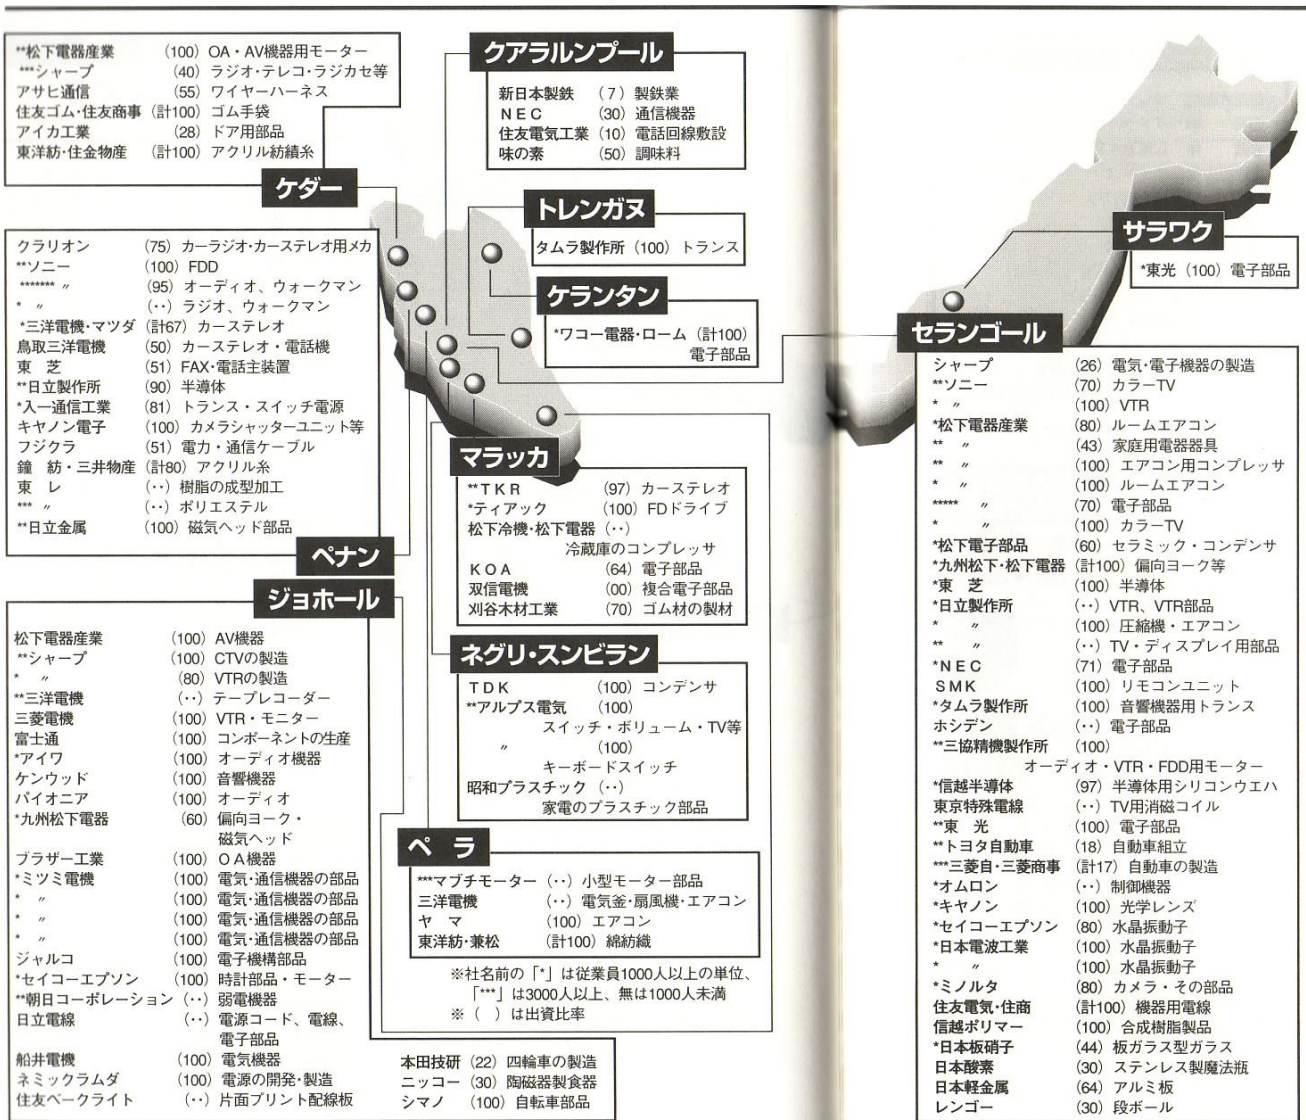 **松下電器産業 (100) OA・AV機器用モーター
***シャープ (40) ラジオ・テレコ・ラジカセ等
アサヒ通信 (55) ワイヤーハーネス
住友ゴム・住友商事 (計100) ゴム手袋
アイカ工業 (28) ドア用部品
東洋紡・住金物産 (計100) アクリル紡績糸
ケダー
クアラルンプール
新日本製鉄 (7) 製鉄業
NEC (30) 通信機器
住友電気工業 (10) 電話回線敷設
味の素 (50) 調味料
トレンガヌ
タムラ製作所 (100) トランス
ケランタン
*ワコー電器・ローム (計100)
電子部品
サラワク
*東光 (100) 電子部品
クラリオン (75) カーラジオ・カーステレオ用メカ
**ソニー (100) FDD
******* 〃 (95) オーディオ、ウォークマン
* 〃 (‥) ラジオ、ウォークマン
*三洋電機・マツダ (計67) カーステレオ
鳥取三洋電機 (50) カーステレオ・電話機
東 芝 (51) FAX・電話主装置
**日立製作所 (90) 半導体
*入一通信工業 (81) トランス・スイッチ電源
キヤノン電子 (100) カメラシャッターユニット等
フジクラ (51) 電力・通信ケーブル
鐘 紡・三井物産 (計80) アクリル糸
東 レ (‥) 樹脂の成型加工
*** 〃 (‥) ポリエステル
**日立金属 (100) 磁気ヘッド部品
ペナン
マラッカ
**TKR (97) カーステレオ
*ティアック (100) FDドライブ
松下冷機・松下電器 (‥)
冷蔵庫のコンプレッサ
KOA (64) 電子部品
双信電機 (00) 複合電子部品
刈谷木材工業 (70) ゴム材の製材
ジョホール
松下電器産業 (100) AV機器
**シャープ (100) CTVの製造
* 〃 (80) VTRの製造
**三洋電機 (‥) テープレコーダー
三菱電機 (100) VTR・モニター
富士通 (100) コンポーネントの生産
*アイワ (100) オーディオ機器
ケンウッド (100) 音響機器
パイオニア (100) オーディオ
*九州松下電器 (60) 偏向ヨーク・
磁気ヘッド
ブラザー工業 (100) OA機器
*ミツミ電機 (100) 電気・通信機器の部品
* 〃 (100) 電気・通信機器の部品
* 〃 (100) 電気・通信機器の部品
* 〃 (100) 電気・通信機器の部品
ジャルコ (100) 電子機構部品
*セイコーエプソン (100) 時計部品・モーター
**朝日コーポレーション (‥) 弱電機器
日立電線 (‥) 電源コード、電線、
電子部品
船井電機 (100) 電気機器
ネミックラムダ (100) 電源の開発・製造
住友ベークライト (‥) 片面プリント配線板
本田技研 (22) 四輪車の製造
ニッコー (30) 陶磁器製食器
シマノ (100) 自転車部品
ネグリ・スンビラン
TDK (100) コンデンサ
**アルプス電気 (100)
スイッチ・ボリューム・TV等
〃 (100)
キーボードスイッチ
昭和プラスチック (‥)
家電のプラスチック部品
ペ ラ
***マブチモーター (‥) 小型モーター部品
三洋電機 (‥) 電気釜・扇風機・エアコン
ヤ マ (100) エアコン
東洋紡・兼松 (計100) 綿紡織
※社名前の「*」は従業員1000人以上の単位、
「***」は3000人以上、無は1000人未満
※( )は出資比率
セランゴール
シャープ (26) 電気・電子機器の製造
**ソニー (70) カラーTV
* 〃 (100) VTR
*松下電器産業 (80) ルームエアコン
** 〃 (43) 家庭用電器器具
** 〃 (100) エアコン用コンプレッサ
* 〃 (100) ルームエアコン
***** 〃 (70) 電子部品
* 〃 (100) カラーTV
*松下電子部品 (60) セラミック・コンデンサ
*九州松下・松下電器 (計100) 偏向ヨーク等
*東 芝 (100) 半導体
*日立製作所 (‥) VTR、VTR部品
* 〃 (100) 圧縮機・エアコン
** 〃 (‥) TV・ディスプレイ用部品
*NEC (71) 電子部品
SMK (100) リモコンユニット
*タムラ製作所 (100) 音響機器用トランス
ホシデン (‥) 電子部品
**三協精機製作所 (100)
オーディオ・VTR・FDD用モーター
*信越半導体 (97) 半導体用シリコンウエハ
東京特殊電線 (‥) TV用消磁コイル
**東 光 (100) 電子部品
**トヨタ自動車 (18) 自動車組立
***三菱自・三菱商事 (計17) 自動車の製造
*オムロン (‥) 制御機器
*キヤノン (100) 光学レンズ
*セイコーエプソン (80) 水晶振動子
*日本電波工業 (100) 水晶振動子
* 〃 (100) 水晶振動子
*ミノルタ (80) カメラ・その部品
住友電気・住商 (計100) 機器用電線
信越ポリマー (100) 合成樹脂製品
*日本板硝子 (44) 板ガラス型ガラス
日本酸素 (30) ステンレス製魔法瓶
日本軽金属 (64) アルミ板
レンゴー (30) 段ボール